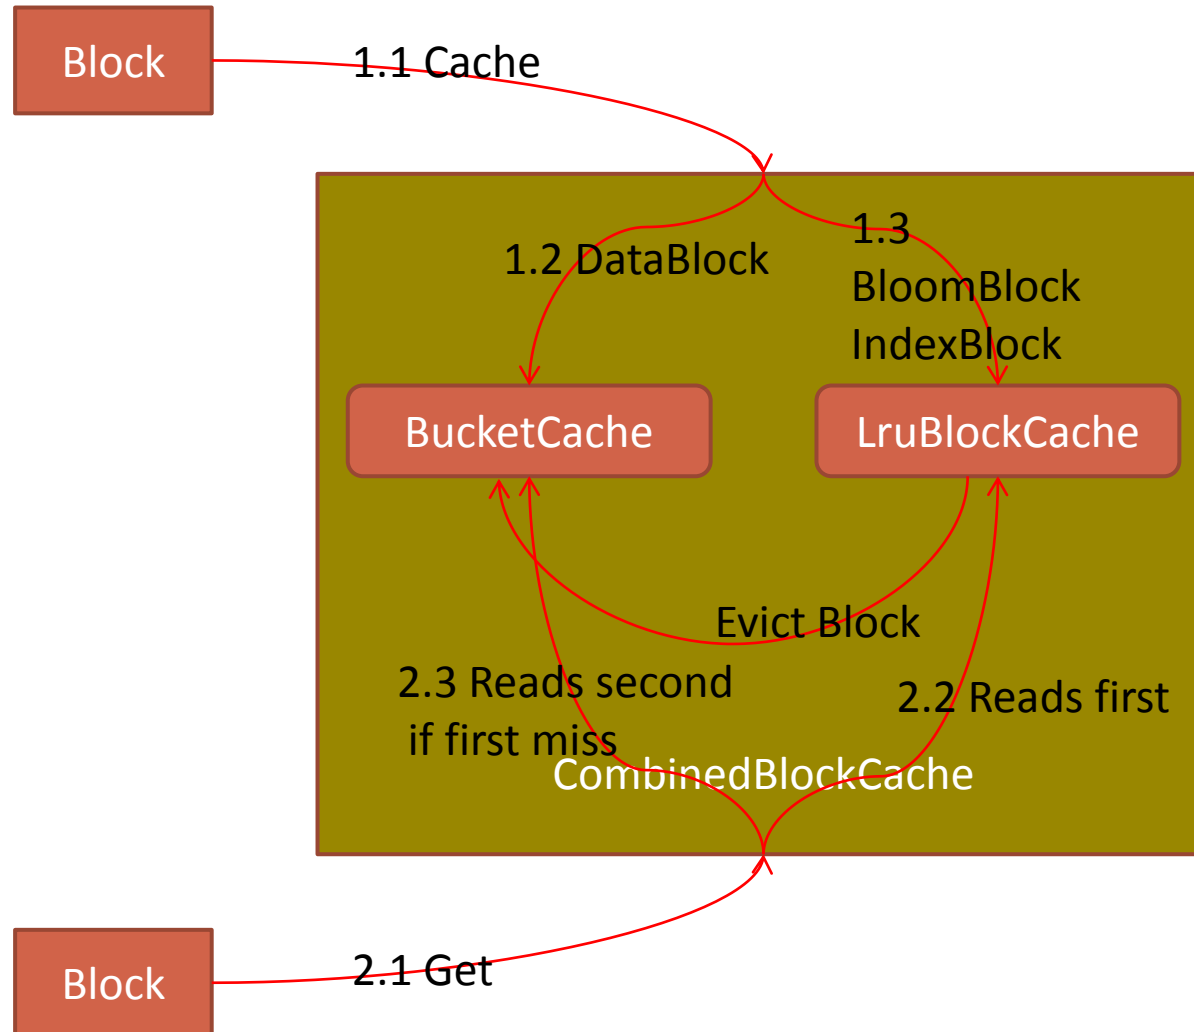 Block
1.1 Cache
1.3
1.2 DataBlock
BloomBlock
IndexBlock
BucketCache
LruBlockCache
Evict Block
2.3 Reads second
if first miss
2.2 Reads first
CombinedBlockCache
Block
2.1 Get